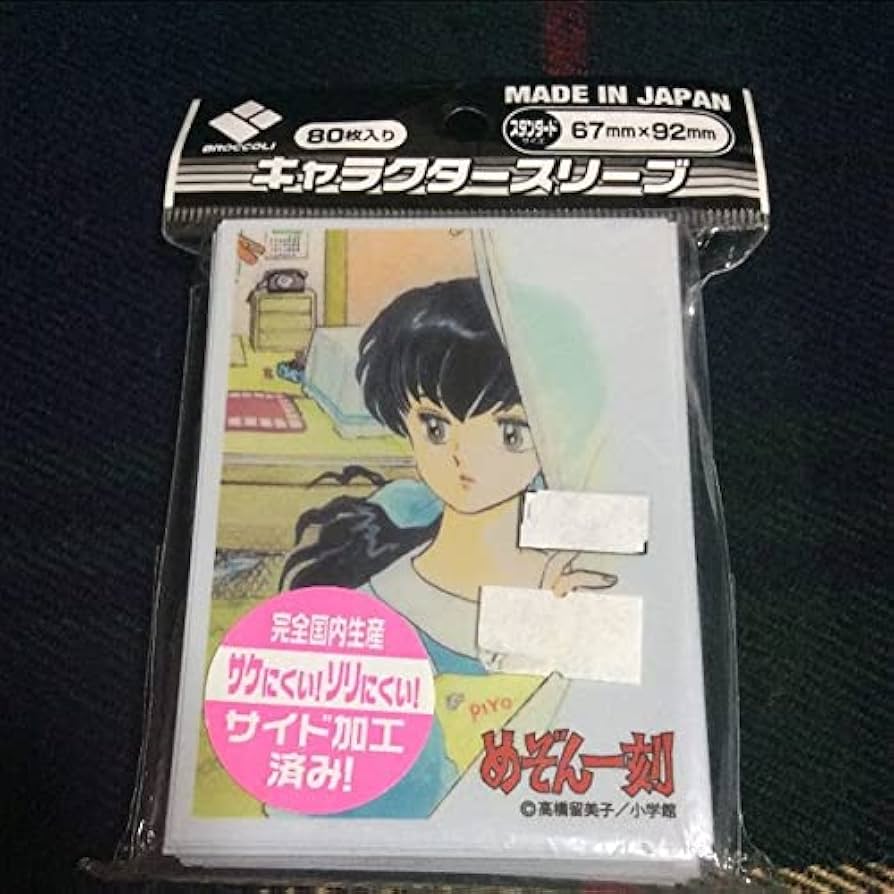 MADE IN JAPAN
BROCCOLI
80枚入り
スタンダード
サイズ
67mm×92mm
キャラクタースリーブ
完全国内生産
サケにくい!ソリにくい!
サイド加工
済み!
PIYO
めぞん一刻
©高橋留美子/小学館